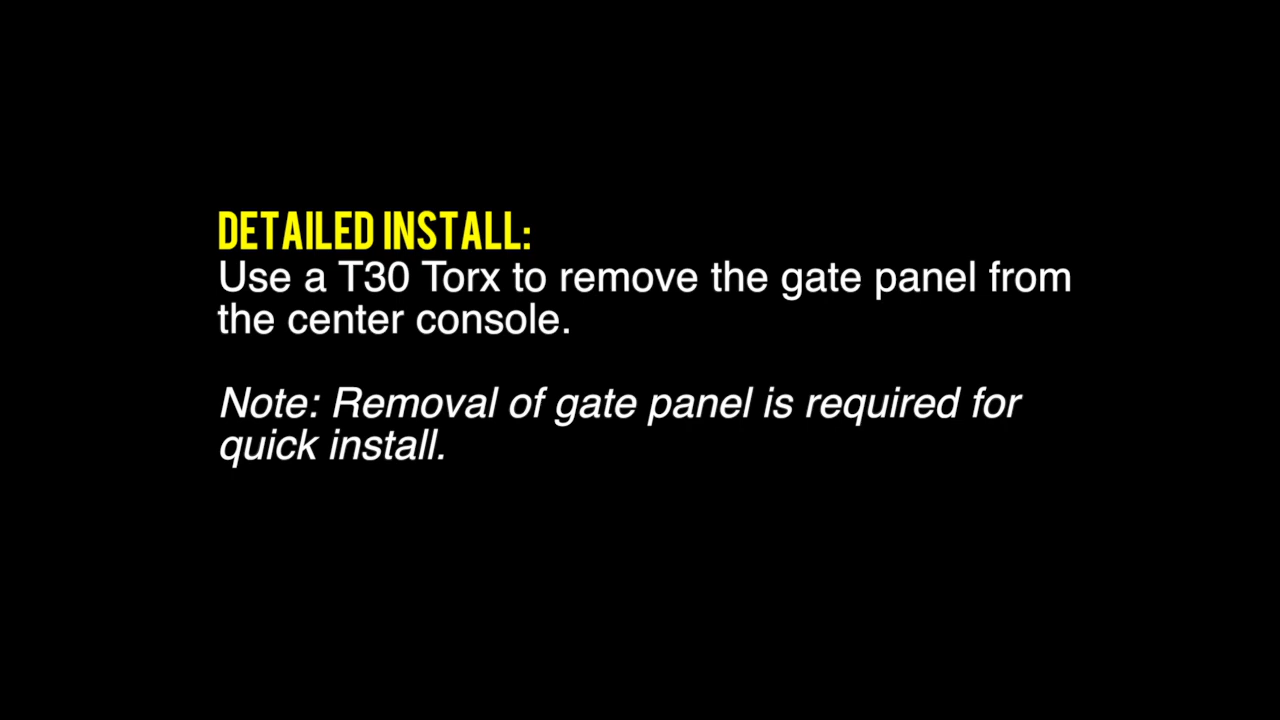 DETAILED INSTALL:
Use a T30 Torx to remove the gate panel from
the center console.
Note: Removal of gate panel is required for
quick install.